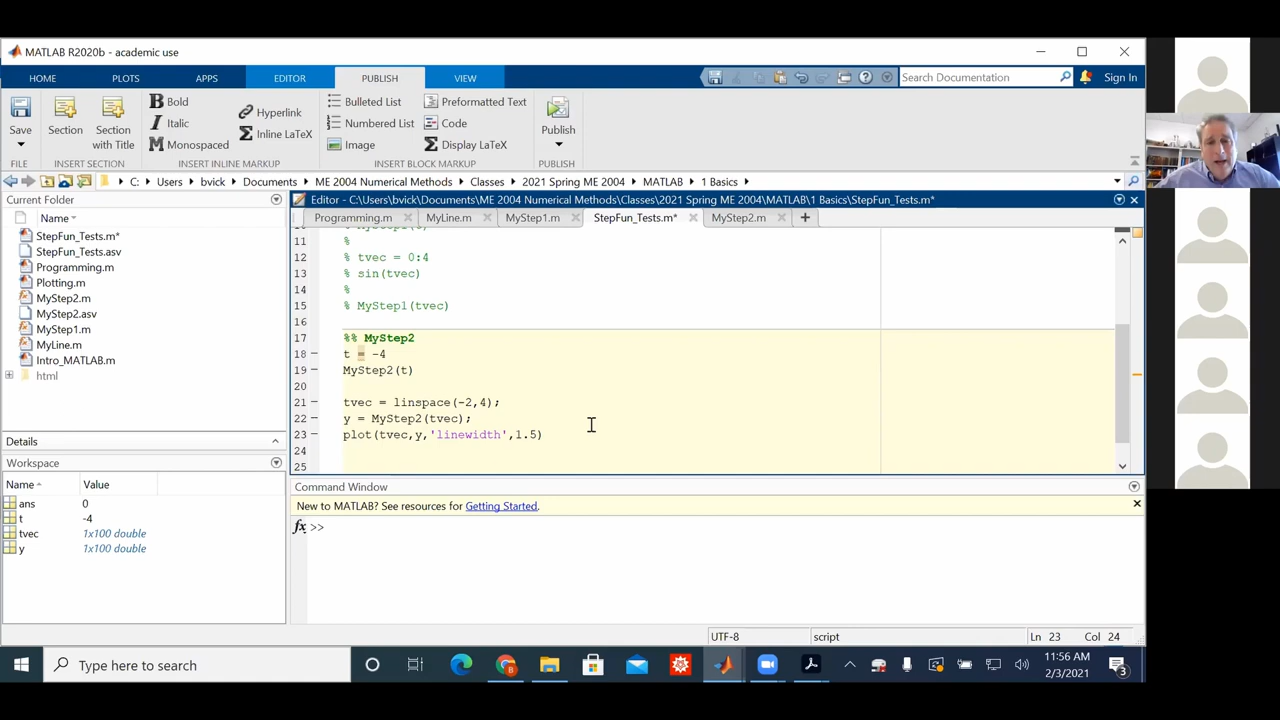 MATLAB R2020b - academic use
HOME PLOTS APPS EDITOR PUBLISH VIEW Search Documentation Sign In
Save Section Section with Title
FILE INSERT SECTION
Bold Hyperlink
Italic Inline LaTeX
Monospaced
INSERT INLINE MARKUP
Bulleted List Preformatted Text
Numbered List Code
Image Display LaTeX
INSERT BLOCK MARKUP
Publish
PUBLISH
C: Users bvick Documents ME 2004 Numerical Methods Classes 2021 Spring ME 2004 MATLAB 1 Basics
Current Folder
Name
StepFun_Tests.m*
StepFun_Tests.asv
Programming.m
Plotting.m
MyStep2.m
MyStep2.asv
MyStep1.m
MyLine.m
Intro_MATLAB.m
html
Details
Workspace
Name Value
ans 0
t -4
tvec 1x100 double
y 1x100 double
Editor - C:\Users\bvick\Documents\ME 2004 Numerical Methods\Classes\2021 Spring ME 2004\MATLAB\1 Basics\StepFun_Tests.m*
Programming.m MyLine.m MyStep1.m StepFun_Tests.m* MyStep2.m
11 %
12 % tvec = 0:4
13 % sin(tvec)
14 %
15 % MyStep1(tvec)
16
17 %% MyStep2
18 t = -4
19 MyStep2(t)
20
21 tvec = linspace(-2,4);
22 y = MyStep2(tvec);
23 plot(tvec,y,'linewidth',1.5)
24
25
Command Window
New to MATLAB? See resources for Getting Started.
fx >>
UTF-8 script Ln 23 Col 24
Type here to search
11:56 AM
2/3/2021
3